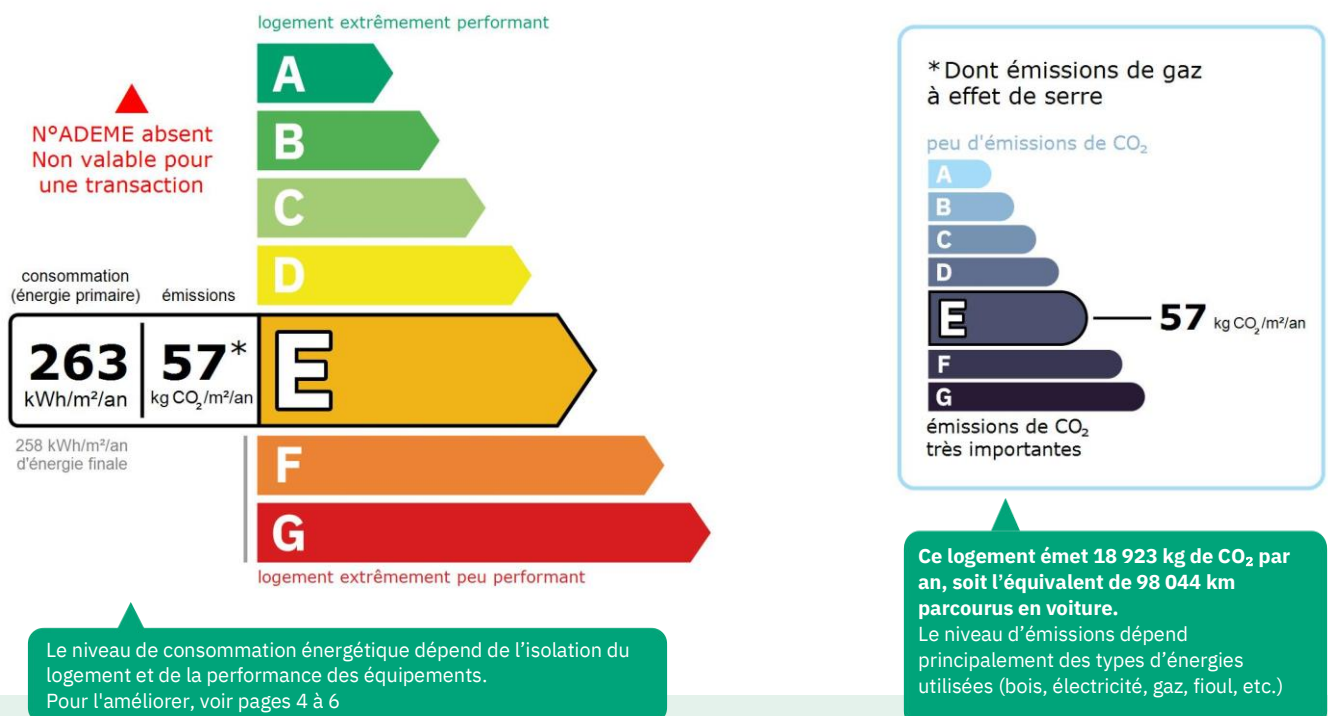 logement extrêmement performant
A
B
C
D
E
F
G
N°ADEME absent
Non valable pour
une transaction
consommation
(énergie primaire)
émissions
263
kWh/m²/an
57*
kg CO₂/m²/an
258 kWh/m²/an
d'énergie finale
logement extrêmement peu performant
Le niveau de consommation énergétique dépend de l’isolation du
logement et de la performance des équipements.
Pour l'améliorer, voir pages 4 à 6
*Dont émissions de gaz
à effet de serre
peu d'émissions de CO₂
A
B
C
D
E
57 kg CO₂/m²/an
F
G
émissions de CO₂
très importantes
Ce logement émet 18 923 kg de CO₂ par
an, soit l’équivalent de 98 044 km
parcourus en voiture.
Le niveau d’émissions dépend
principalement des types d’énergies
utilisées (bois, électricité, gaz, fioul, etc.)